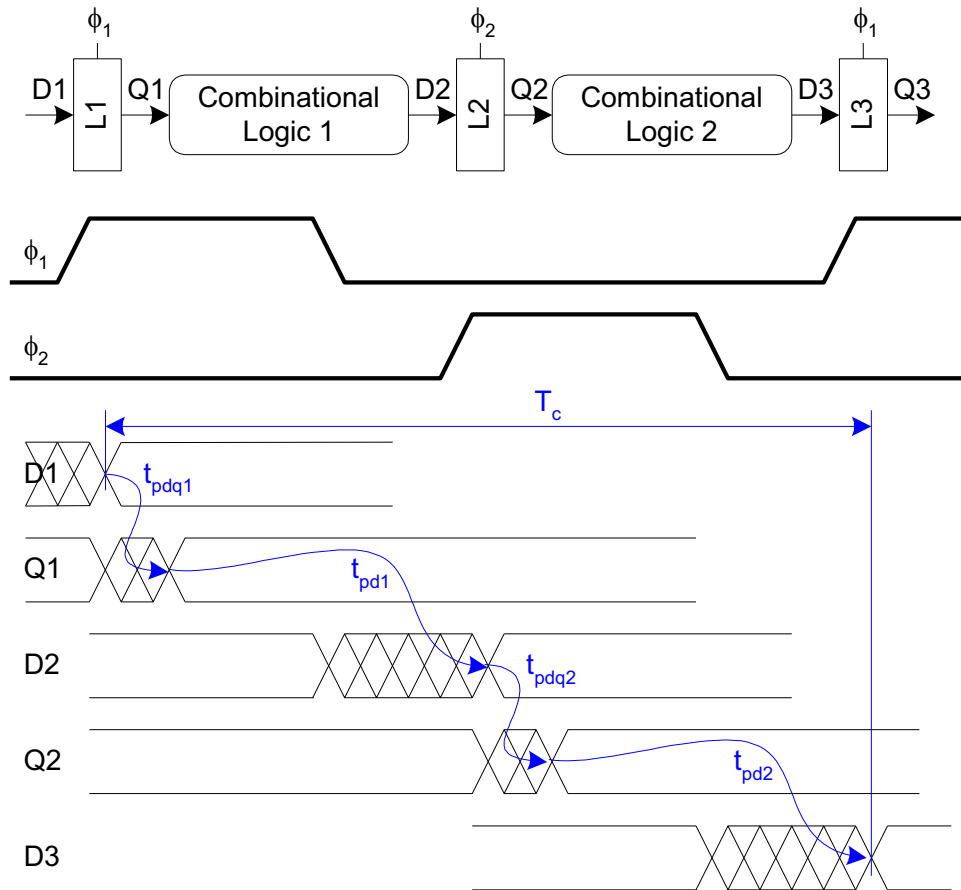 ϕ1 ϕ2 ϕ1
D1 L1 Q1 Combinational Logic 1 D2 L2 Q2 Combinational Logic 2 D3 L3 Q3
ϕ1
ϕ2
Tc
D1 tpdq1
Q1 tpd1
D2 tpdq2
Q2 tpd2
D3